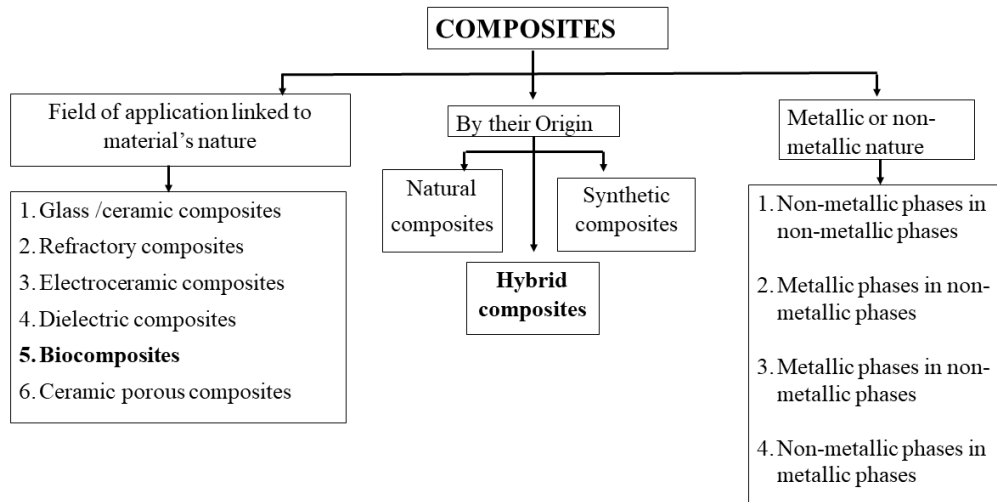 COMPOSITES
Field of application linked to
material's nature
1. Glass /ceramic composites
2. Refractory composites
3. Electroceramic composites
4. Dielectric composites
5. Biocomposites
6. Ceramic porous composites
By their Origin
Natural
composites
Synthetic
composites
Hybrid
composites
Metallic or non-
metallic nature
1. Non-metallic phases in
non-metallic phases
2. Metallic phases in non-
metallic phases
3. Metallic phases in non-
metallic phases
4. Non-metallic phases in
metallic phases